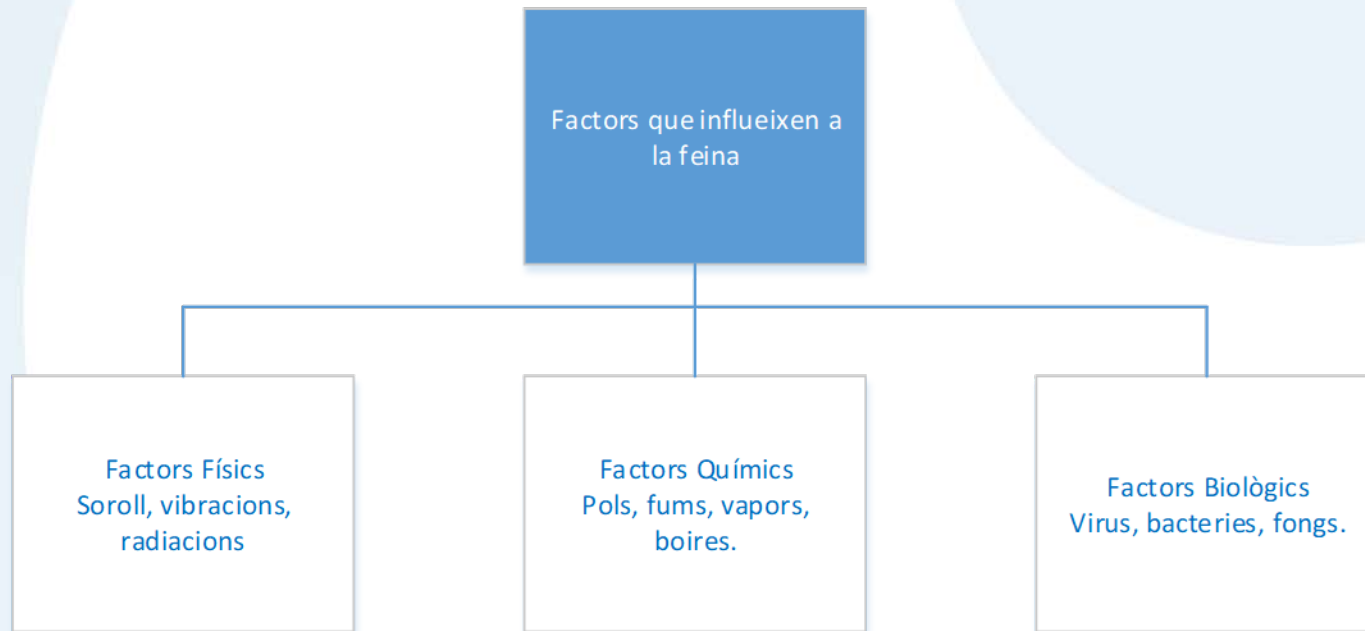 Factors que influeixen a
la feina
Factors Físics
Soroll, vibracions,
radiacions
Factors Químics
Pols, fums, vapors,
boires.
Factors Biològics
Virus, bacteries, fongs.